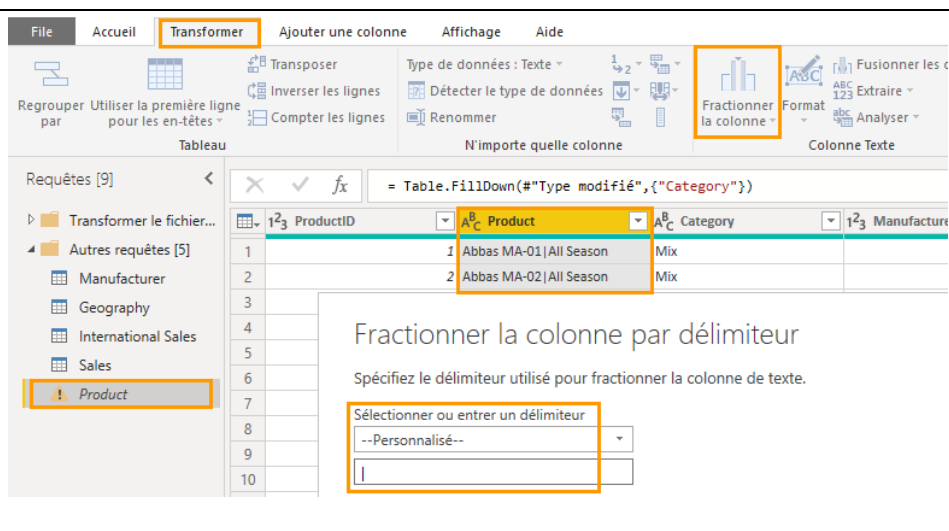 File Accueil Transformer Ajouter une colonne Affichage Aide
Transposer Type de données : Texte Fusionner les c
Inverser les lignes Détecter le type de données ABC Extraire
Regrouper par Utiliser la première ligne pour les en-têtes Compter les lignes Renommer Fractionner la colonne Format Analyser
Tableau N'importe quelle colonne Colonne Texte
Requêtes [9] fx = Table.FillDown(#"Type modifié",{"Category"})
Transformer le fichier... 123 ProductID ABC Product ABC Category 123 Manufacture
Autres requêtes [5] 1 1 Abbas MA-01|All Season Mix
Manufacturer 2 2 Abbas MA-02|All Season Mix
Geography 3
International Sales 4 Fractionner la colonne par délimiteur
Sales 5
Product 6 Spécifiez le délimiteur utilisé pour fractionner la colonne de texte.
7 Sélectionner ou entrer un délimiteur
8 --Personnalisé--
9
10 |